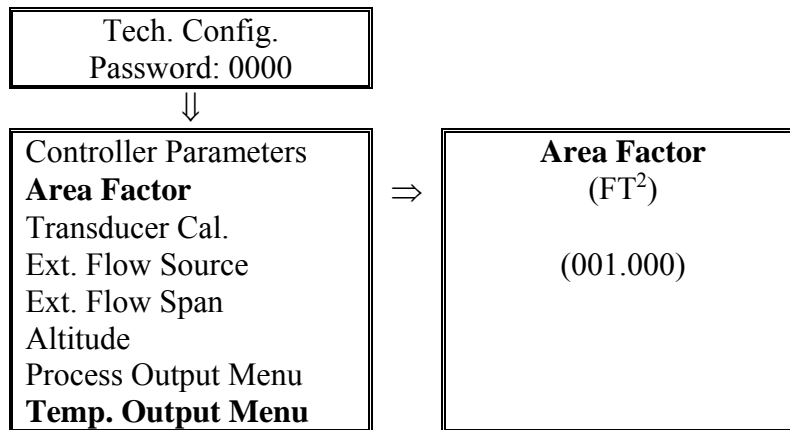 Tech. Config.
Password: 0000
⇓
Controller Parameters
Area Factor
Transducer Cal.
Ext. Flow Source
Ext. Flow Span
Altitude
Process Output Menu
Temp. Output Menu
⇒
Area Factor
(FT²)
(001.000)